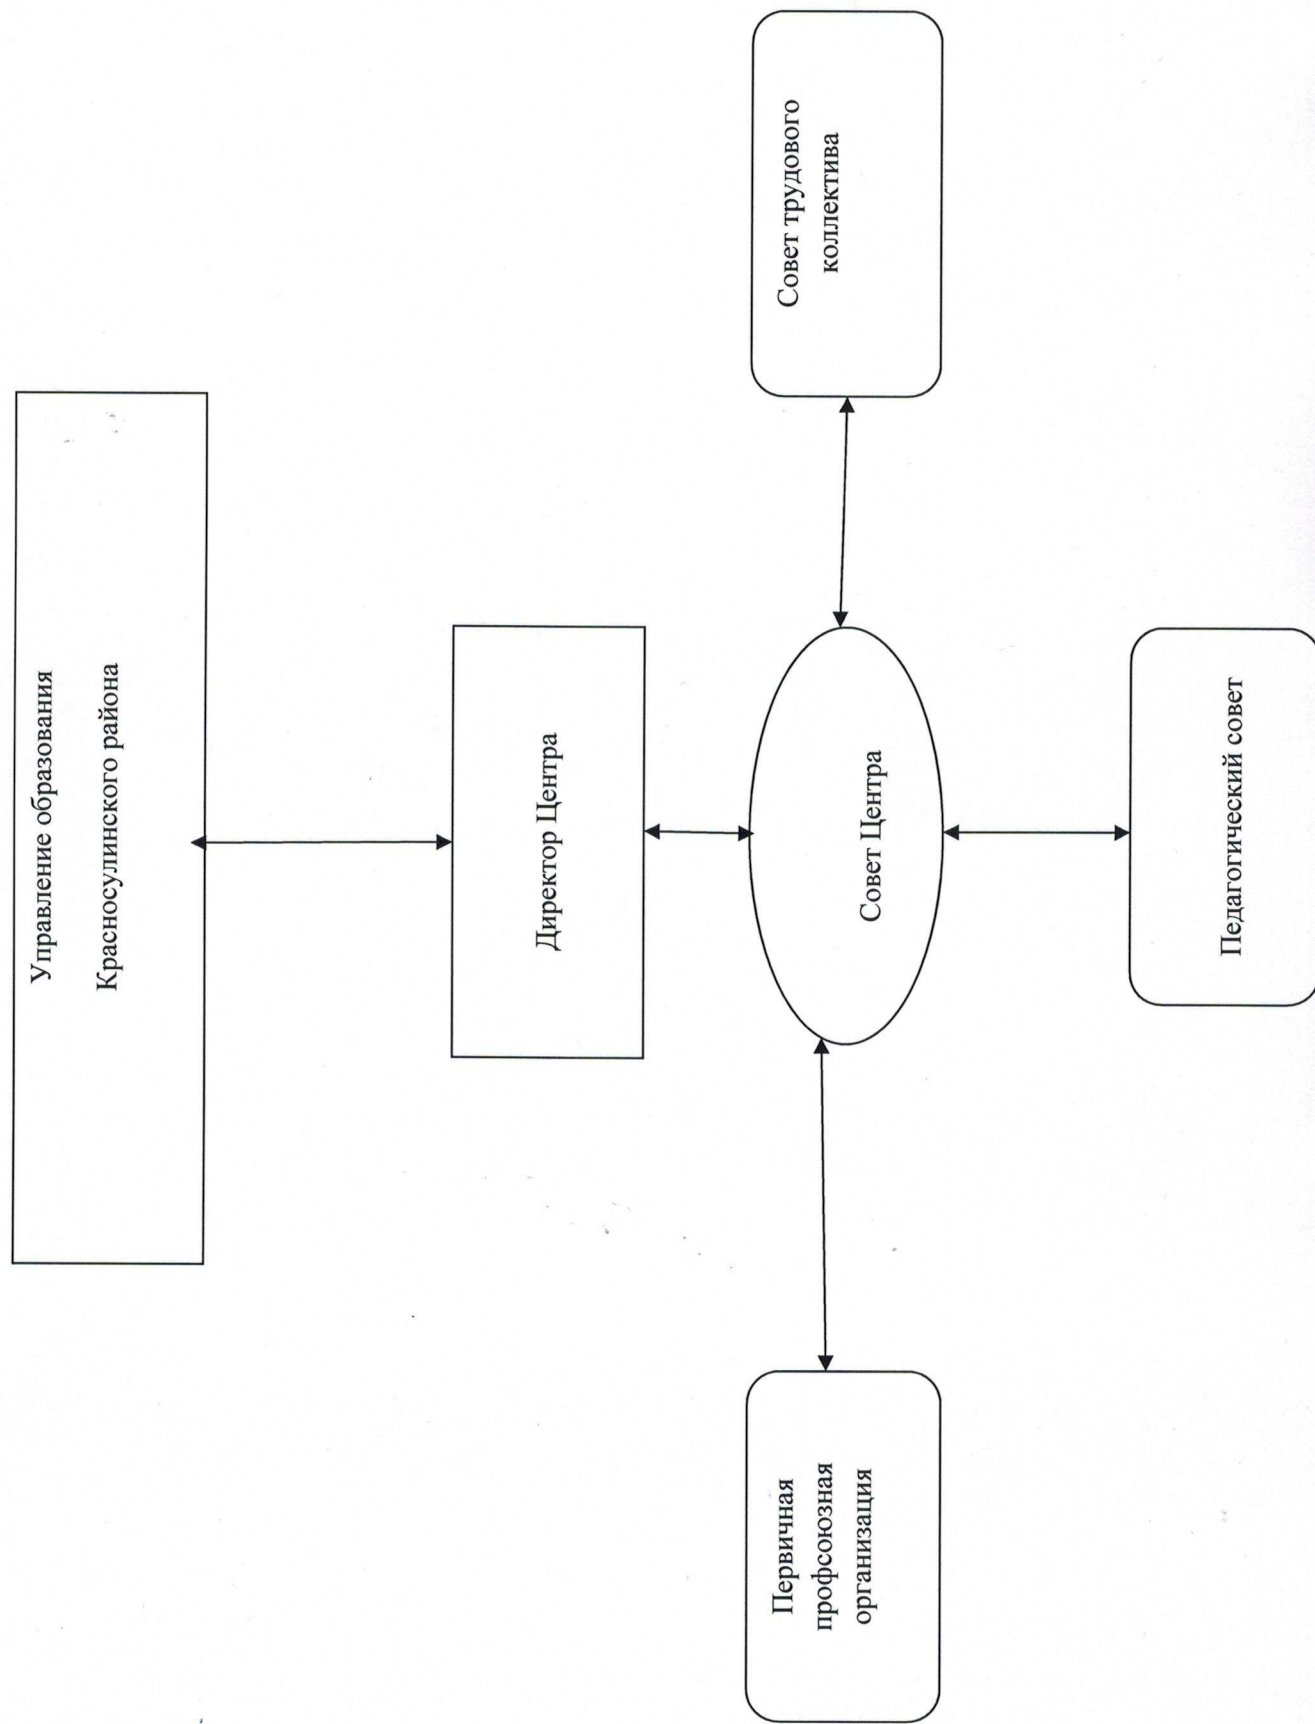 Управление образования
Красносулинского района
Директор Центра
Первичная
профсоюзная
организация
Совет Центра
Совет трудового
коллектива
Педагогический совет